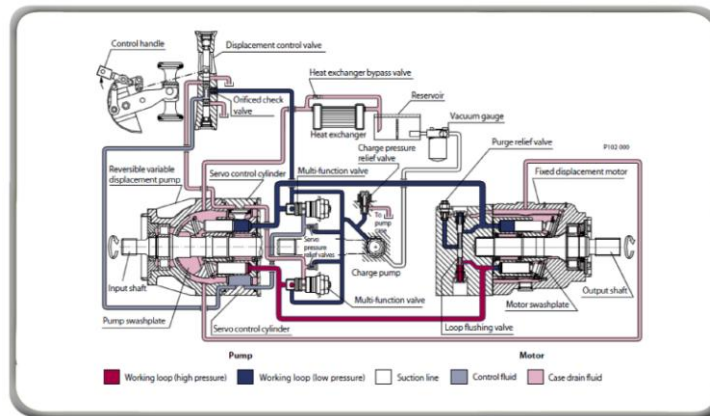 Control handle
Displacement control valve
Heat exchanger bypass valve
Reservoir
Vacuum gauge
Orificed check
valve
Heat exchanger
Charge pressure
relief valve
Purge relief valve
P102 000
Reversible variable
displacement pump
Servo control cylinder
Multi-function valve
Fixed displacement motor
To
pump
case
Servo
pressure
relief valves
Input shaft
Charge pump
Output shaft
Pump swashplate
Servo control cylinder
Multi-function valve
Loop flushing valve
Motor swashplate
Pump
Motor
Working loop (high pressure)
Working loop (low pressure)
Suction line
Control fluid
Case drain fluid